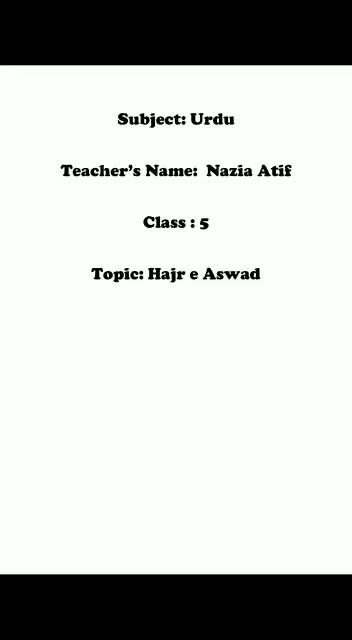 Subject: Urdu
Teacher's Name:  Nazia Atif
Class : 5
Topic: Hajr e Aswad